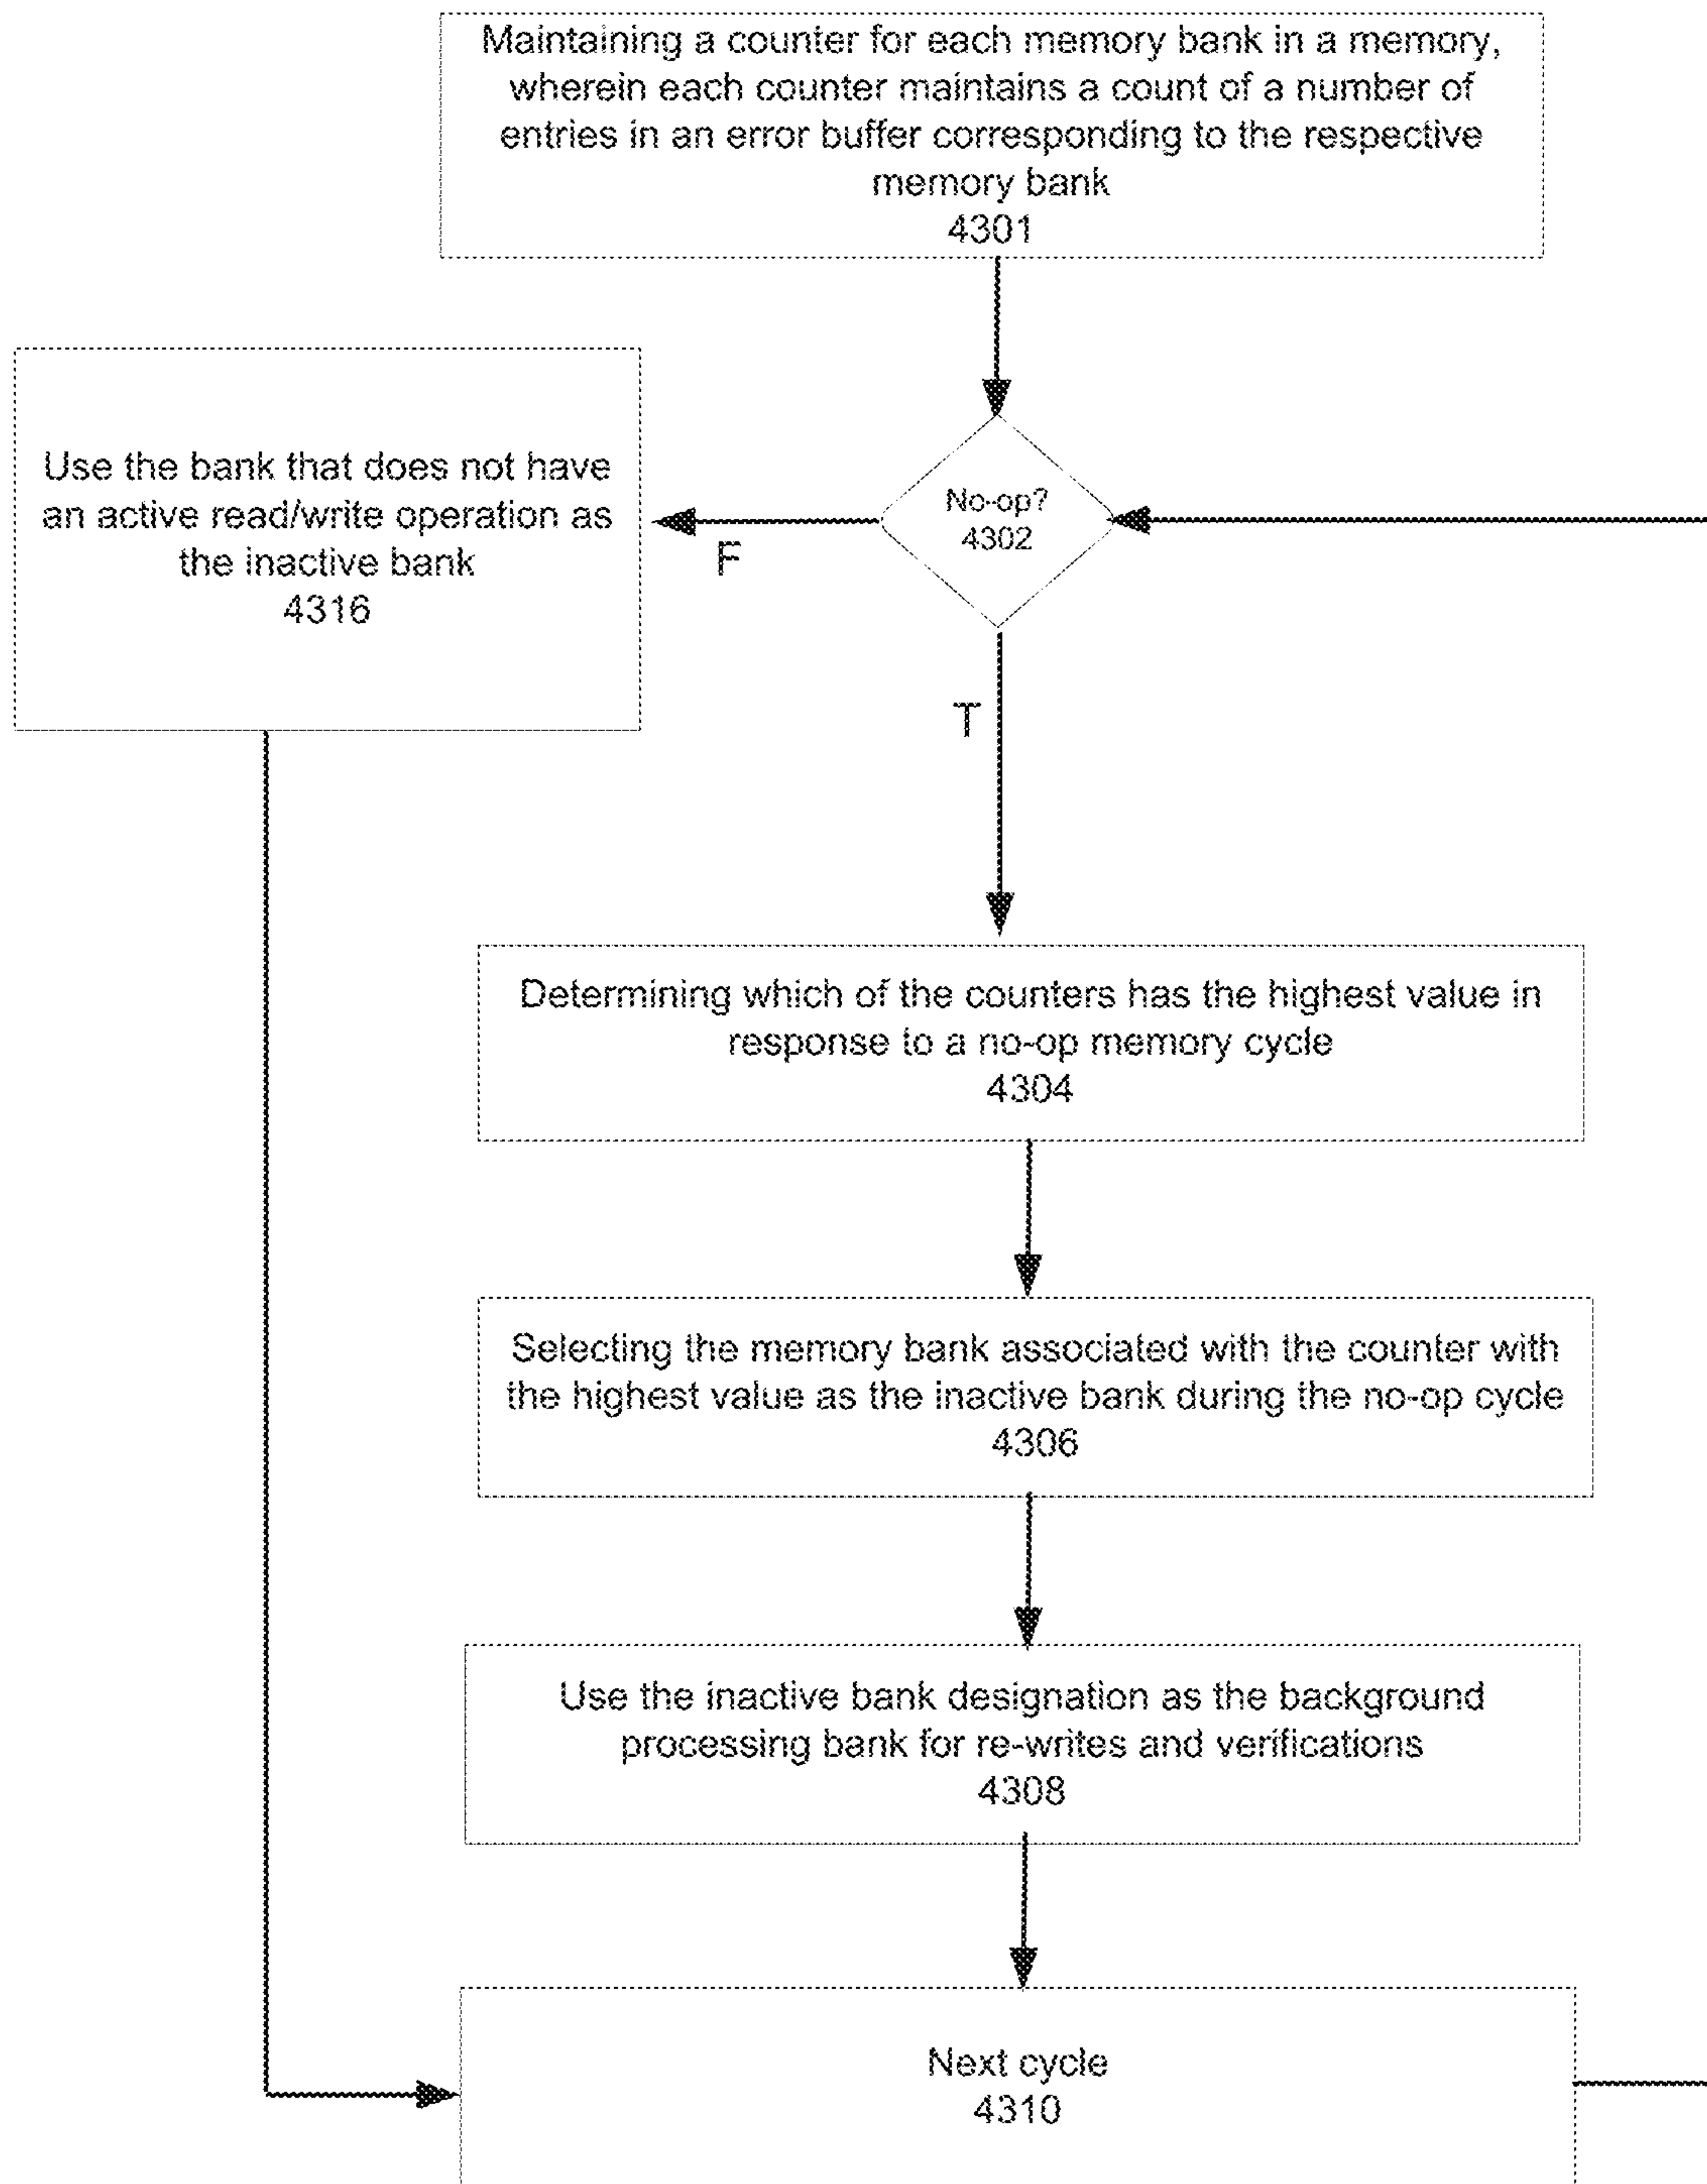 Maintaining a counter for each memory bank in a memory,
wherein each counter maintains a count of a number of
entries in an error buffer corresponding to the respective
memory bank
4301
Use the bank that does not have
an active read/write operation as
the inactive bank
4316
No-op?
4302
F
T
Determining which of the counters has the highest value in
response to a no-op memory cycle
4304
Selecting the memory bank associated with the counter with
the highest value as the inactive bank during the no-op cycle
4306
Use the inactive bank designation as the background
processing bank for re-writes and verifications
4308
Next cycle
4310